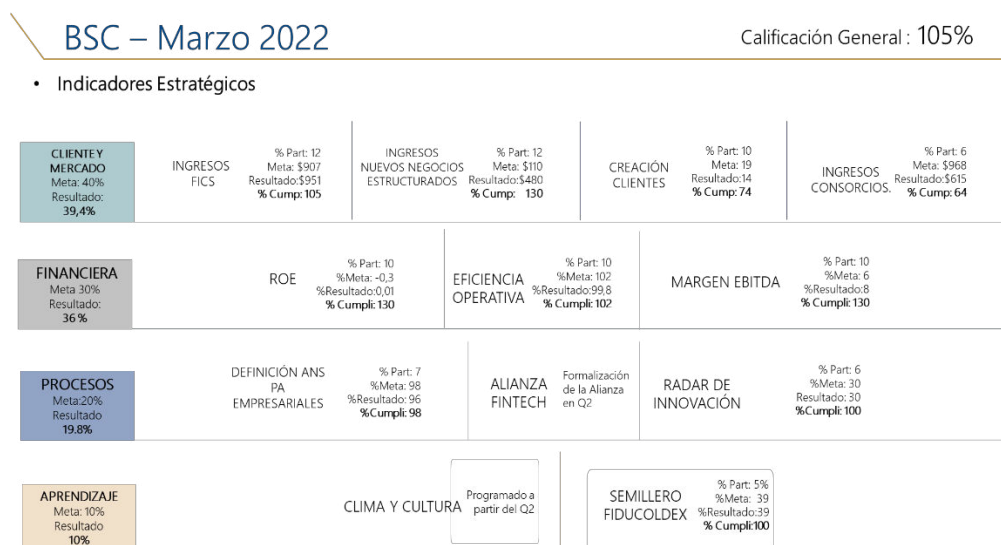 BSC – Marzo 2022
Calificación General : 105%
• Indicadores Estratégicos
CLIENTE Y
MERCADO
Meta: 40%
Resultado:
39,4%
INGRESOS
FICS
% Part: 12
Meta: $907
Resultado:$951
% Cump: 105
INGRESOS
NUEVOS NEGOCIOS
ESTRUCTURADOS
% Part: 12
Meta: $110
Resultado:$480
% Cump: 130
CREACIÓN
CLIENTES
% Part: 10
Meta: 19
Resultado:14
% Cump: 74
INGRESOS
CONSORCIOS.
% Part: 6
Meta: $968
Resultado:$615
% Cump: 64
FINANCIERA
Meta 30%
Resultado:
36 %
ROE
% Part: 10
%Meta: -0,3
%Resultado:0,01
% Cumpli: 130
EFICIENCIA
OPERATIVA
% Part: 10
%Meta: 102
%Resultado:99,8
% Cumpli: 102
MARGEN EBITDA
% Part: 10
%Meta: 6
%Resultado:8
% Cumpli: 130
PROCESOS
Meta:20%
Resultado
19.8%
DEFINICIÓN ANS
PA
EMPRESARIALES
% Part: 7
%Meta: 98
%Resultado: 96
%Cumpli: 98
ALIANZA
FINTECH
Formalización
de la Alianza
en Q2
RADAR DE
INNOVACIÓN
% Part: 6
%Meta: 30
Resultado: 30
%Cumpli: 100
APRENDIZAJE
Meta: 10%
Resultado
10%
CLIMA Y CULTURA
Programado a
partir del Q2
SEMILLERO
FIDUCOLDEX
% Part: 5%
%Meta: 39
%Resultado:39
% Cumpli:100